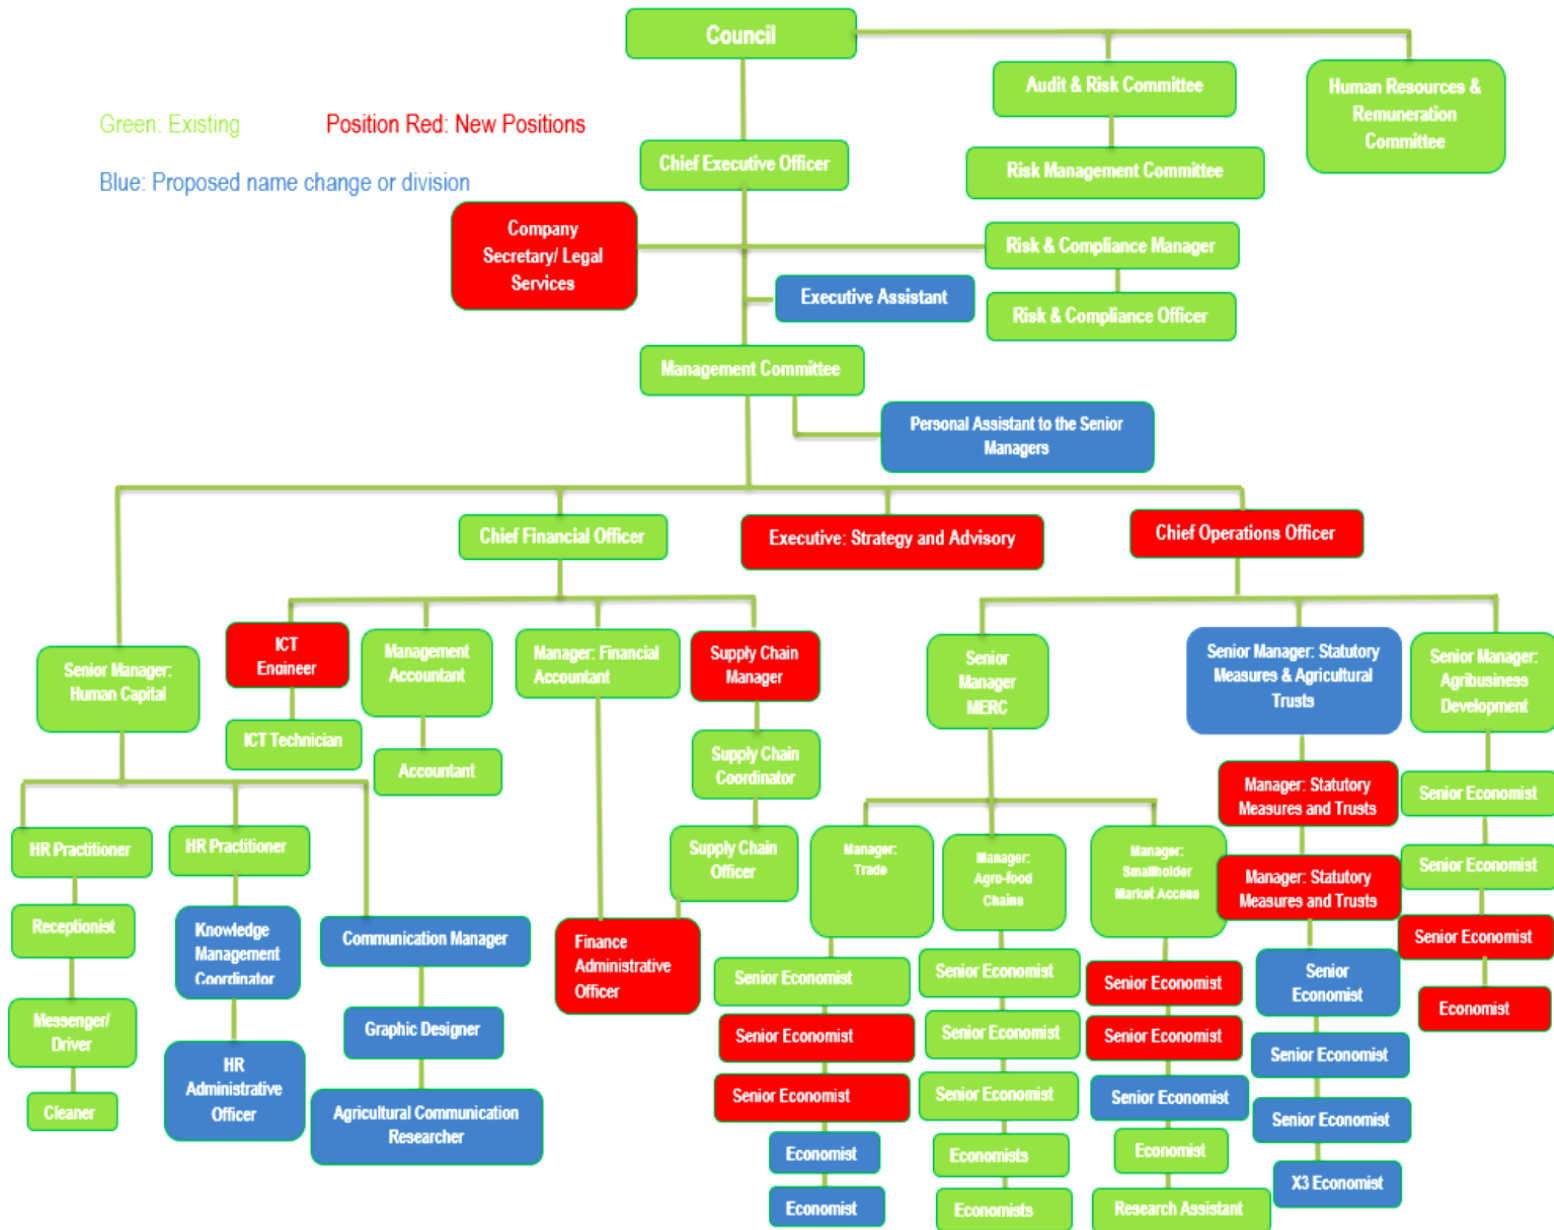 Council
Audit & Risk Committee
Human Resources &
Remuneration
Committee
Green: Existing
Position Red: New Positions
Chief Executive Officer
Risk Management Committee
Blue: Proposed name change or division
Company
Secretary/ Legal
Services
Risk & Compliance Manager
Executive Assistant
Risk & Compliance Officer
Management Committee
Personal Assistant to the Senior
Managers
Chief Financial Officer
Executive: Strategy and Advisory
Chief Operations Officer
Senior Manager:
Human Capital
ICT
Engineer
Management
Accountant
Manager: Financial
Accountant
Supply Chain
Manager
Senior
Manager
MERC
Senior Manager: Statutory
Measures & Agricultural
Trusts
Senior Manager:
Agribusiness
Development
ICT Technician
Accountant
Supply Chain
Coordinator
Manager: Statutory
Measures and Trusts
Senior Economist
HR Practitioner
HR Practitioner
Supply Chain
Officer
Manager:
Trade
Manager:
Agro-food
Chains
Manager:
Smallholder
Market Access
Manager: Statutory
Measures and Trusts
Senior Economist
Receptionist
Knowledge
Management
Coordinator
Communication Manager
Finance
Administrative
Officer
Senior Economist
Senior Economist
Senior Economist
Senior
Economist
Senior Economist
Messenger/
Driver
Graphic Designer
Senior Economist
Senior Economist
Senior Economist
Senior Economist
Economist
HR
Administrative
Officer
Cleaner
Agricultural Communication
Researcher
Senior Economist
Senior Economist
Senior Economist
Senior Economist
Economist
Economists
Economist
X3 Economist
Economist
Economists
Research Assistant